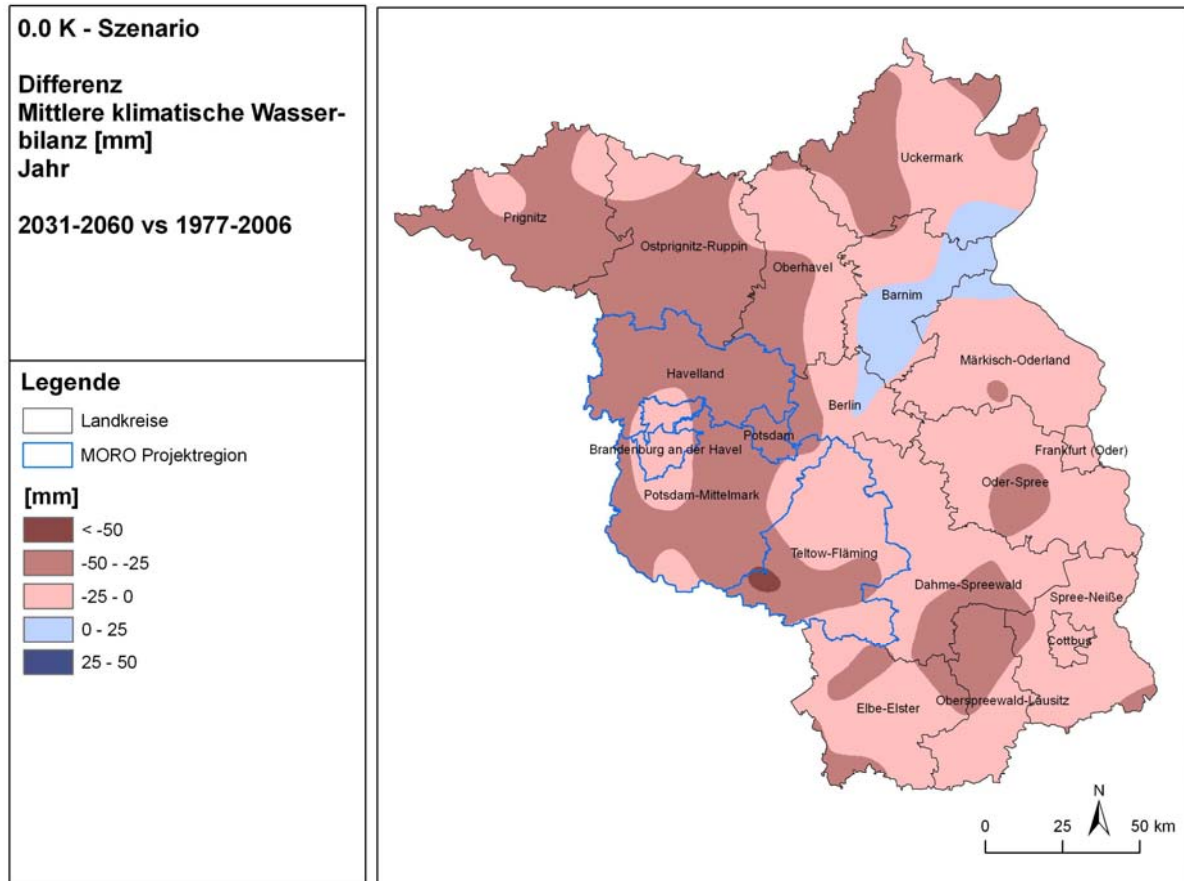 0.0 K - Szenario
Differenz
Mittlere klimatische Wasser-
bilanz [mm]
Jahr
2031-2060 vs 1977-2006
Legende
Landkreise
MORO Projektregion
[mm]
< -50
-50 - -25
-25 - 0
0 - 25
25 - 50
Uckermark
Prignitz
Ostprignitz-Ruppin
Oberhavel
Barnim
Märkisch-Oderland
Havelland
Berlin
Potsdam
Brandenburg an der Havel
Frankfurt (Oder)
Oder-Spree
Potsdam-Mittelmark
Teltow-Fläming
Dahme-Spreewald
Spree-Neiße
Cottbus
Elbe-Elster
Oberspreewald-Lausitz
N
0 25 50 km